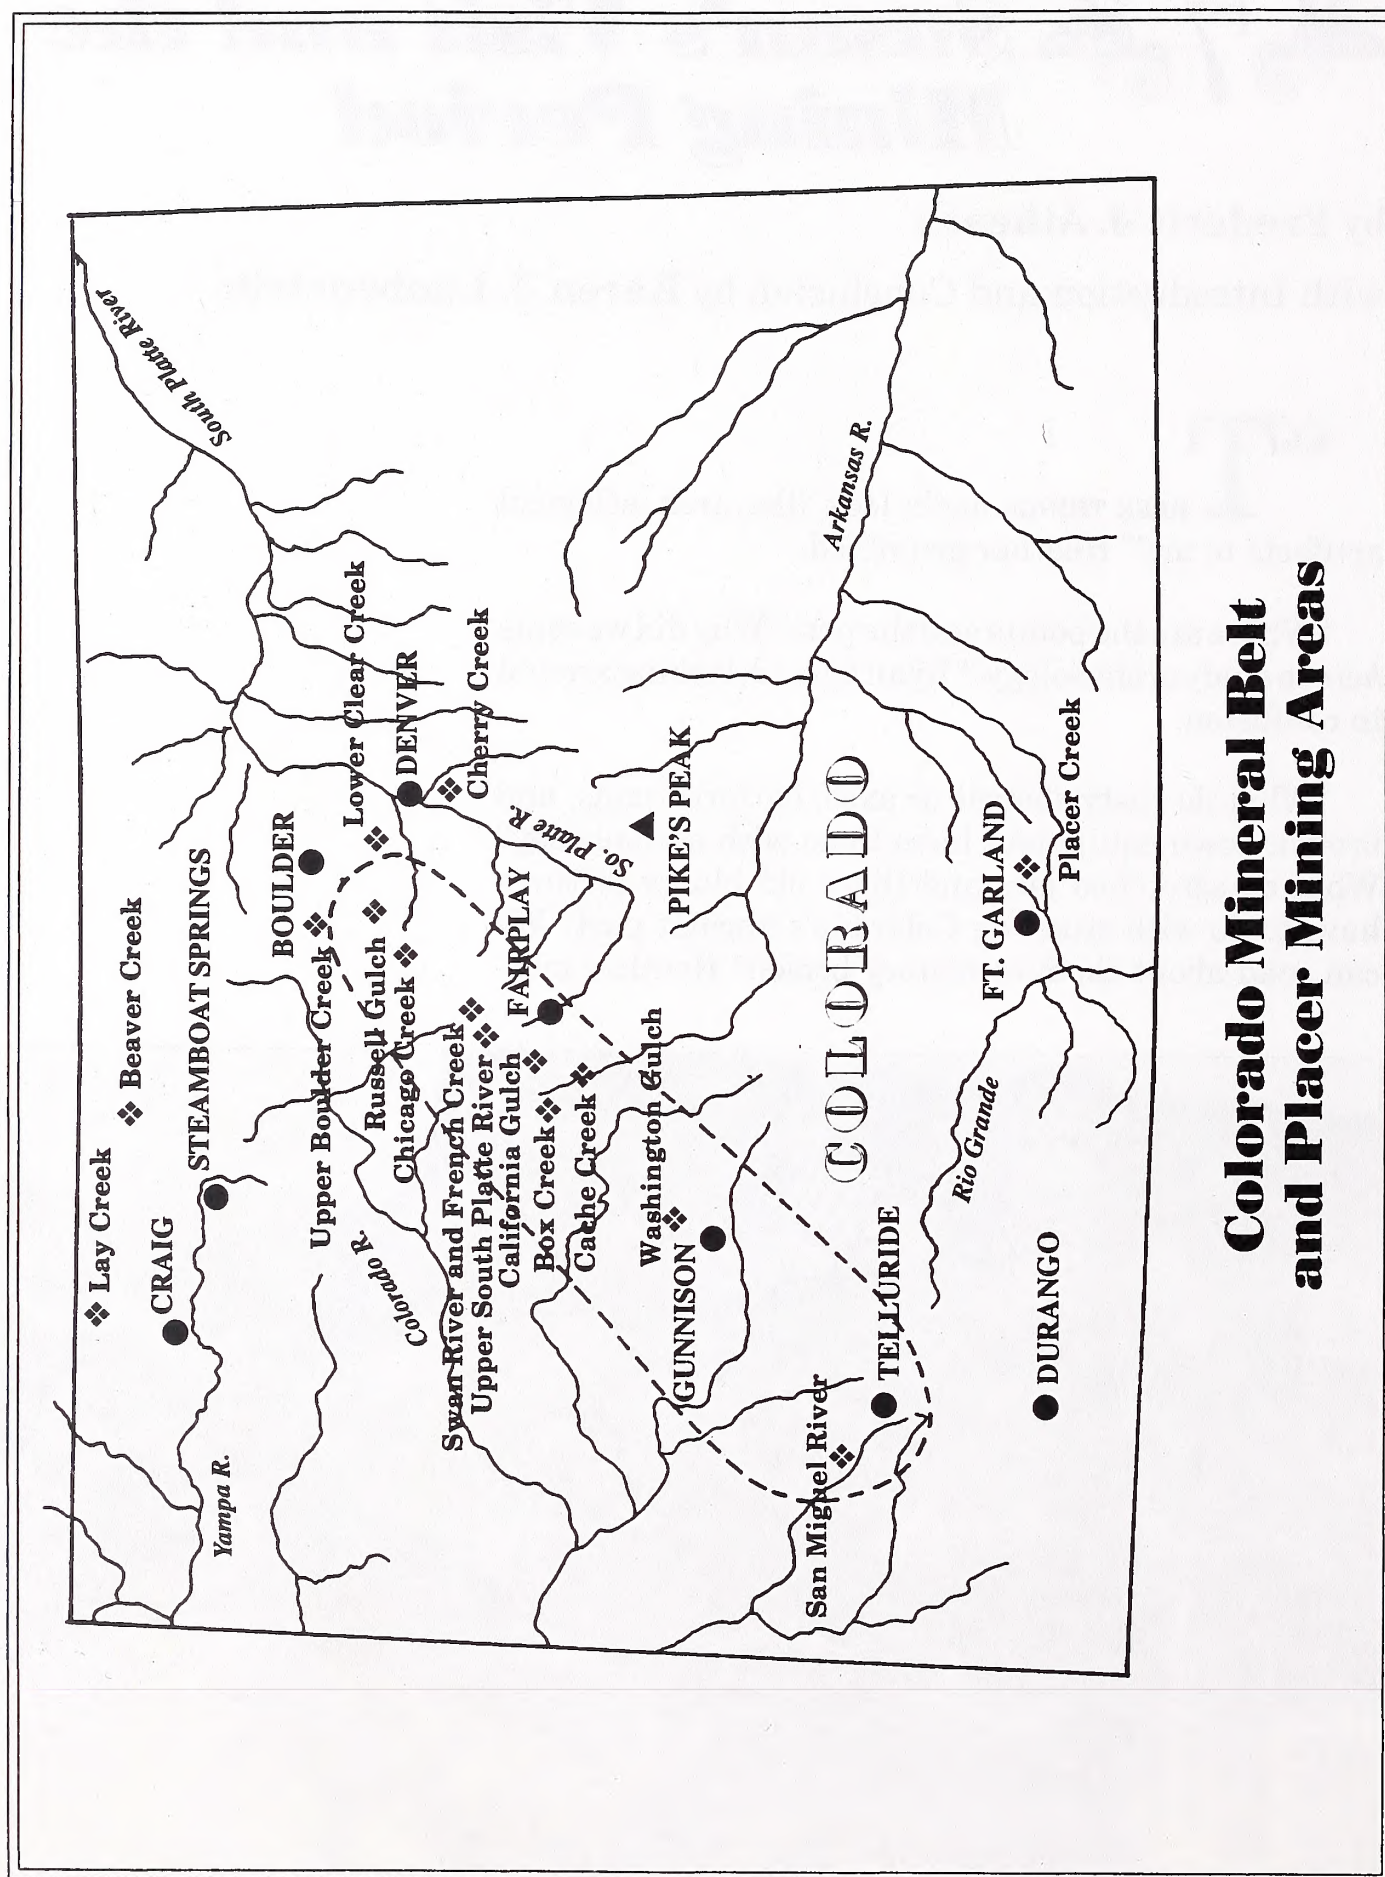 Lay Creek
Beaver Creek
CRAIG
STEAMBOAT SPRINGS
South Platte River
Yampa R.
BOULDER
Upper Boulder Creek
Lower Clear Creek
Russell Gulch
DENVER
Chicago Creek
Colorado R.
Cherry Creek
Swan River and French Creek
Upper South Platte River
FAIRPLAY
So. Platte R.
California Gulch
Box Creek
Cache Creek
Washington Gulch
PIKE'S PEAK
GUNNISON
Arkansas R.
San Miguel River
COLORADO
TELLURIDE
Rio Grande
FT. GARLAND
DURANGO
Placer Creek
Colorado Mineral Belt
and Placer Mining Areas